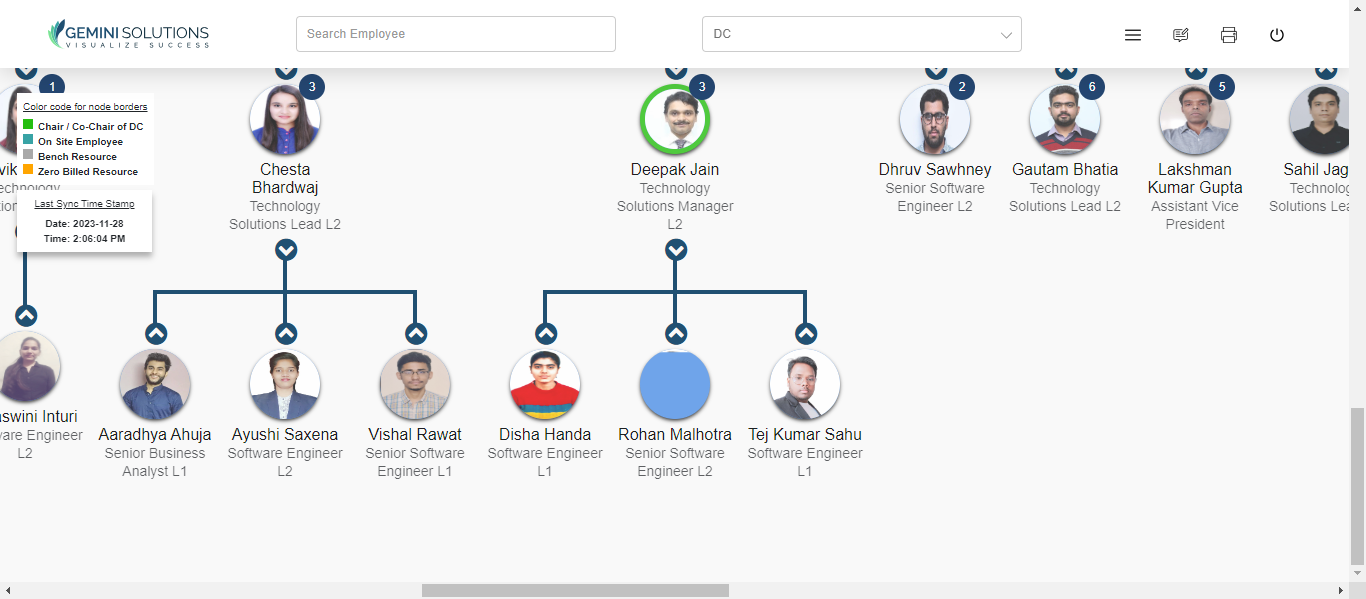 GEMINI SOLUTIONS
VISUALIZE SUCCESS
Search Employee
DC
1
3
3
2
6
5
Color code for node borders
Chair / Co-Chair of DC
On Site Employee
Bench Resource
Zero Billed Resource
Last Sync Time Stamp
Date: 2023-11-28
Time: 2:06:04 PM
Chesta
Bhardwaj
Technology
Solutions Lead L2
Deepak Jain
Technology
Solutions Manager
L2
Dhruv Sawhney
Senior Software
Engineer L2
Gautam Bhatia
Technology
Solutions Lead L2
Lakshman
Kumar Gupta
Assistant Vice
President
Sahil Jag
Technolog
Solutions Lea
swini Inturi
vare Engineer
L2
Aaradhya Ahuja
Senior Business
Analyst L1
Ayushi Saxena
Software Engineer
L2
Vishal Rawat
Senior Software
Engineer L1
Disha Handa
Software Engineer
L1
Rohan Malhotra
Senior Software
Engineer L2
Tej Kumar Sahu
Software Engineer
L1